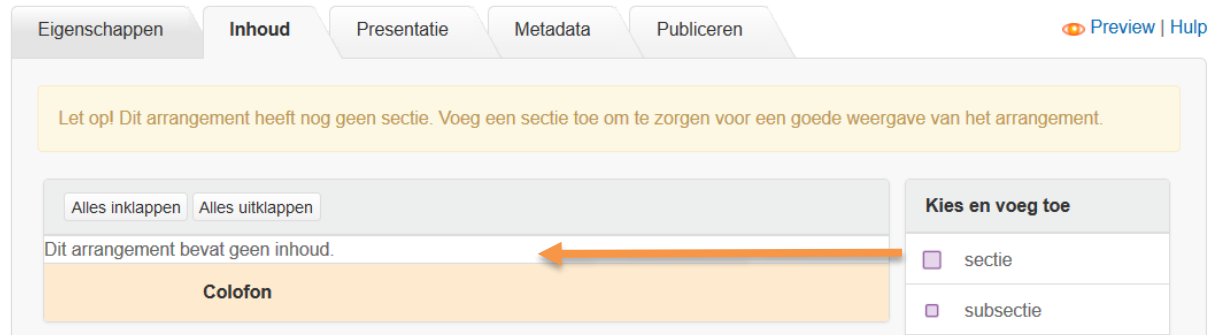 Eigenschappen Inhoud Presentatie Metadata Publiceren Preview | Hulp
Let op! Dit arrangement heeft nog geen sectie. Voeg een sectie toe om te zorgen voor een goede weergave van het arrangement.
Alles inklappen Alles uitklappen
Dit arrangement bevat geen inhoud.
Colofon
Kies en voeg toe
sectie
subsectie